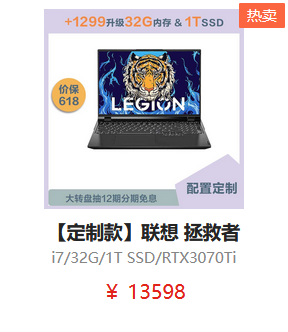 热卖
+1299升级32G内存 & 1TSSD
价保
618
LEGION
配置定制
大转盘抽12期分期免息
【定制款】联想 拯救者
i7/32G/1T SSD/RTX3070Ti
¥ 13598